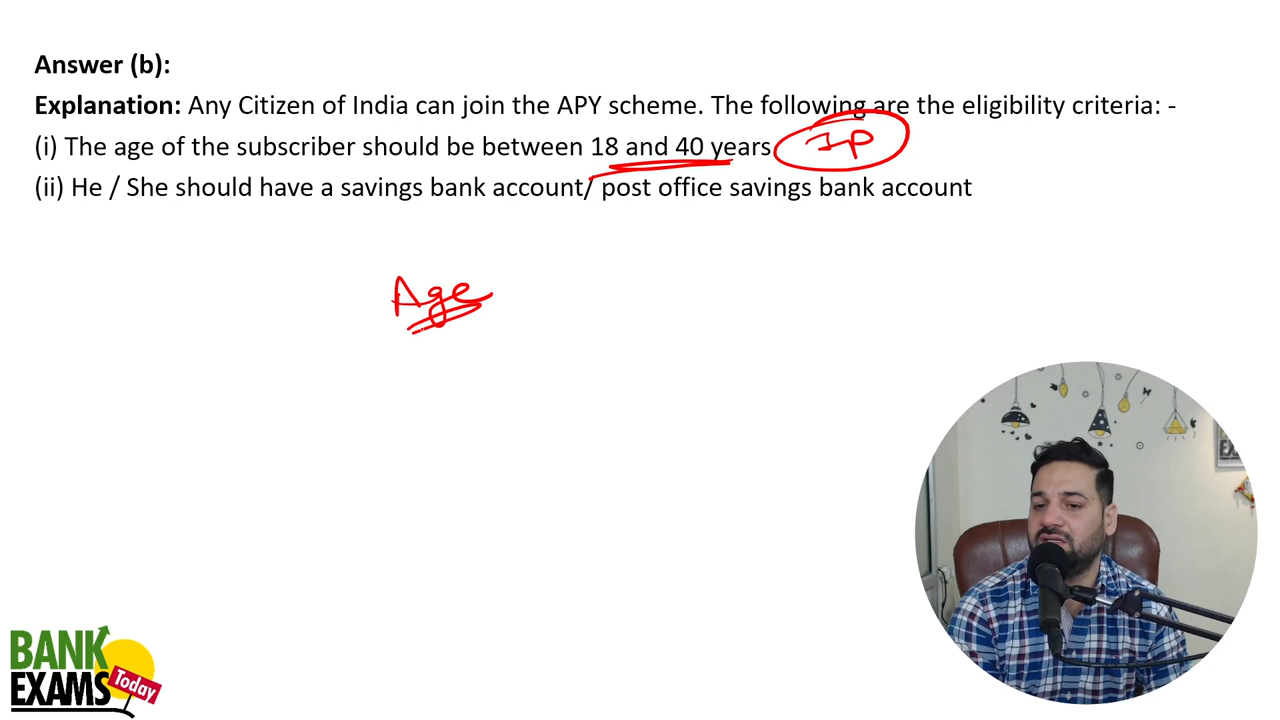 Answer (b):
Explanation: Any Citizen of India can join the APY scheme. The following are the eligibility criteria: -
(i) The age of the subscriber should be between 18 and 40 years
(ii) He / She should have a savings bank account/ post office savings bank account
Age
BANK
EXAMS
Today